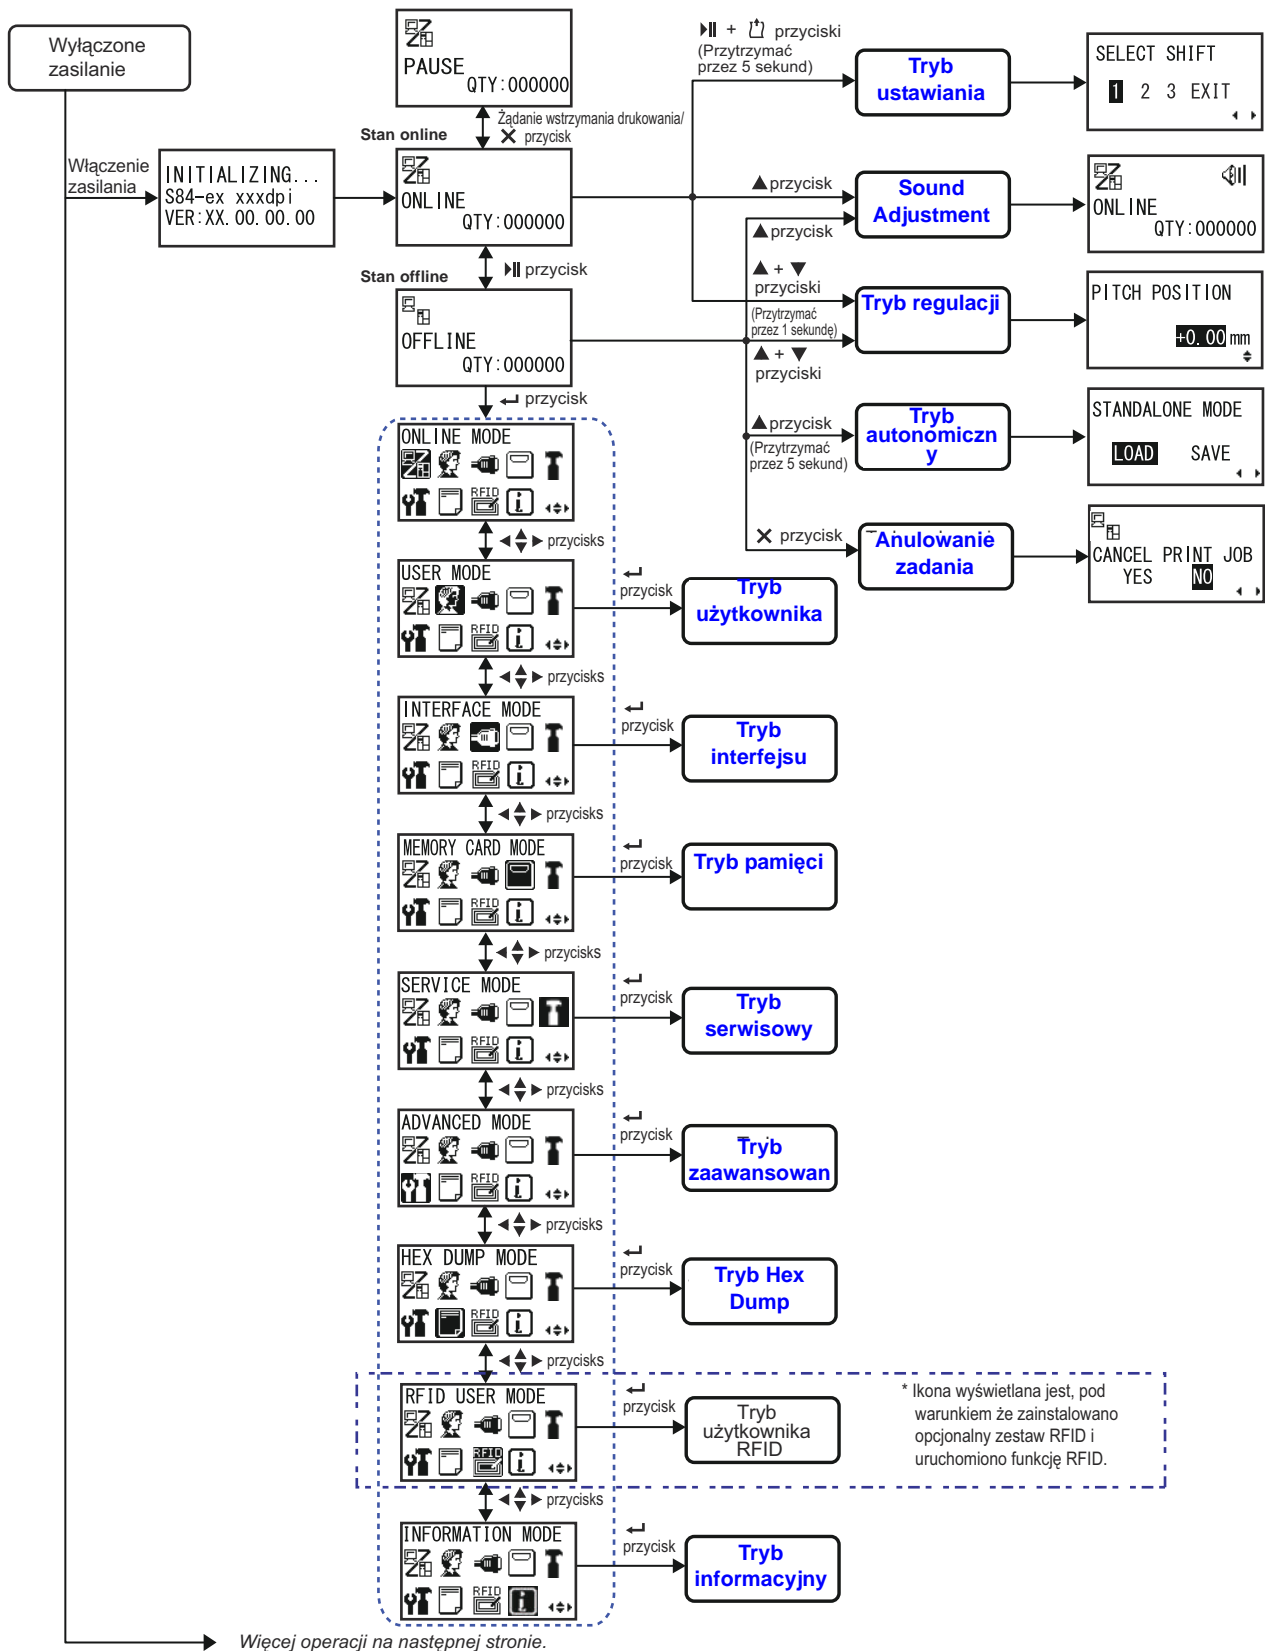 Wyłączone
zasilanie
PAUSE
QTY:000000
Żądanie wstrzymania drukowania/
przycisk
Stan online
Włączenie
zasilania
INITIALIZING...
S84-ex xxxdpi
VER:XX.00.00.00
ONLINE
QTY:000000
przycisk
Stan offline
OFFLINE
QTY:000000
przycisk
+ przyciski
(Przytrzymać
przez 5 sekund)
Tryb
ustawiania
SELECT SHIFT
1 2 3 EXIT
przycisk
Sound
Adjustment
przycisk
ONLINE
QTY:000000
+
przyciski
(Przytrzymać
przez 1 sekundę)
+
przyciski
Tryb regulacji
PITCH POSITION
+0.00 mm
przycisk
(Przytrzymać
przez 5 sekund)
Tryb
autonomiczn
y
STANDALONE MODE
LOAD SAVE
przycisk
Anulowanie
zadania
CANCEL PRINT JOB
YES NO
ONLINE MODE
RFID
przycisks
USER MODE
RFID
przycisk
Tryb
użytkownika
przycisks
INTERFACE MODE
RFID
przycisk
Tryb
interfejsu
przycisks
MEMORY CARD MODE
RFID
przycisk
Tryb pamięci
przycisks
SERVICE MODE
RFID
przycisk
Tryb
serwisowy
przycisks
ADVANCED MODE
RFID
przycisk
Tryb
zaawansowan
przycisks
HEX DUMP MODE
RFID
przycisk
Tryb Hex
Dump
przycisks
RFID USER MODE
RFID
przycisk
Tryb
użytkownika
RFID
* Ikona wyświetlana jest, pod
warunkiem że zainstalowano
opcjonalny zestaw RFID i
uruchomiono funkcję RFID.
przycisks
INFORMATION MODE
RFID
przycisk
Tryb
informacyjny
Więcej operacji na następnej stronie.